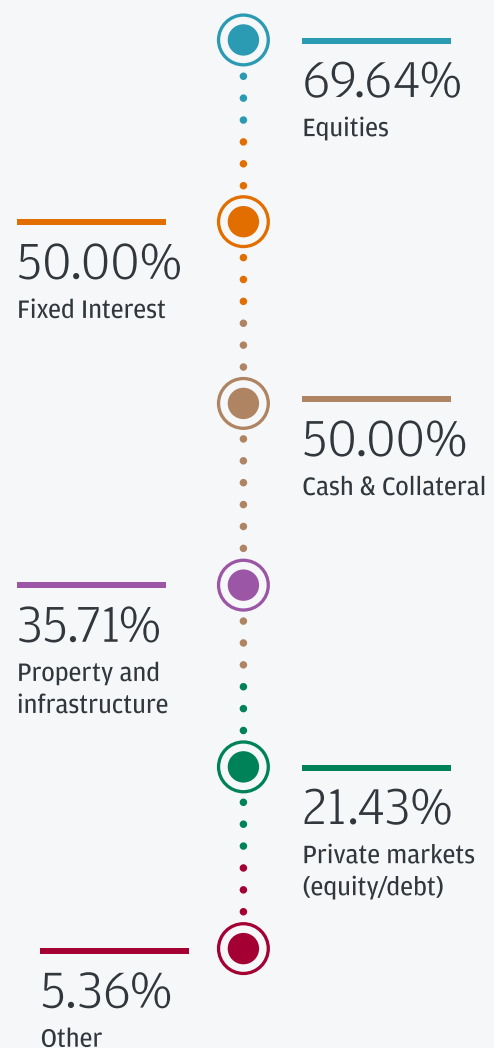 69.64%
Equities
50.00%
Fixed Interest
50.00%
Cash & Collateral
35.71%
Property and
infrastructure
21.43%
Private markets
(equity/debt)
5.36%
Other